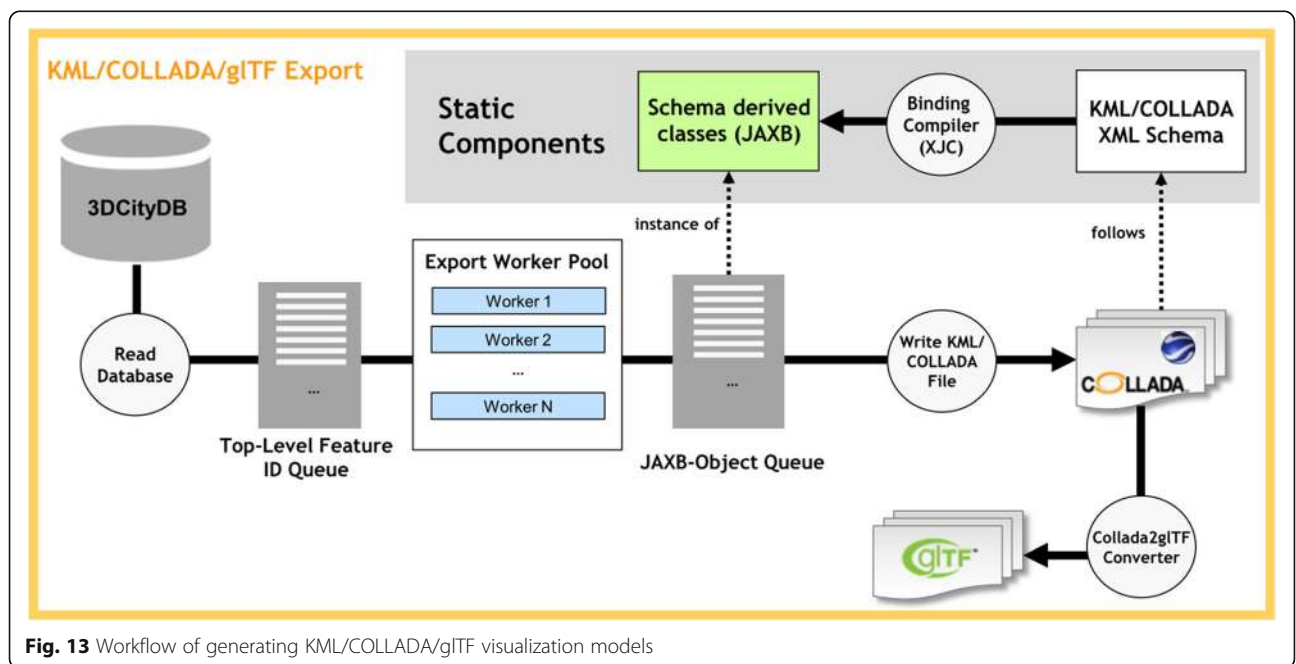 KML/COLLADA/glTF Export
Static
Components
Schema derived
classes (JAXB)
Binding
Compiler
(XJC)
KML/COLLADA
XML Schema
3DCityDB
instance of
follows
Export Worker Pool
Worker 1
Worker 2
...
Worker N
Read
Database
...
Top-Level Feature
ID Queue
...
JAXB-Object Queue
Write KML/
COLLADA
File
COLLADA™
Collada2glTF
Converter
glTF™
Fig. 13 Workflow of generating KML/COLLADA/glTF visualization models